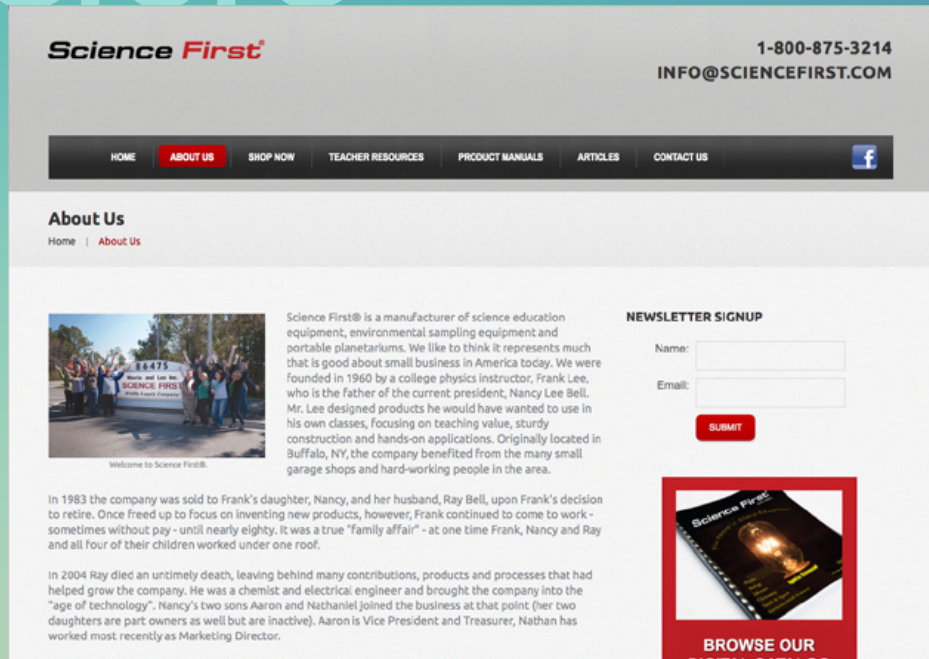 Science First®
1-800-875-3214
INFO@SCIENCEFIRST.COM
HOME ABOUT US SHOP NOW TEACHER RESOURCES PRODUCT MANUALS ARTICLES CONTACT US f
About Us
Home | About Us
86475
Morris and Lee Inc.
SCIENCE FIRST
Wildlife Supply Company
Welcome to Science First®.
Science First® is a manufacturer of science education
equipment, environmental sampling equipment and
portable planetariums. We like to think it represents much
that is good about small business in America today. We were
founded in 1960 by a college physics instructor, Frank Lee,
who is the father of the current president, Nancy Lee Bell.
Mr. Lee designed products he would have wanted to use in
his own classes, focusing on teaching value, sturdy
construction and hands-on applications. Originally located in
Buffalo, NY, the company benefited from the many small
garage shops and hard-working people in the area.
In 1983 the company was sold to Frank's daughter, Nancy, and her husband, Ray Bell, upon Frank's decision
to retire. Once freed up to focus on inventing new products, however, Frank continued to come to work -
sometimes without pay - until nearly eighty. It was a true "family affair" - at one time Frank, Nancy and Ray
and all four of their children worked under one roof.
In 2004 Ray died an untimely death, leaving behind many contributions, products and processes that had
helped grow the company. He was a chemist and electrical engineer and brought the company into the
"age of technology". Nancy's two sons Aaron and Nathaniel joined the business at that point (her two
daughters are part owners as well but are inactive). Aaron is Vice President and Treasurer, Nathan has
worked most recently as Marketing Director.
NEWSLETTER SIGNUP
Name:
Email:
SUBMIT
Science First
BROWSE OUR